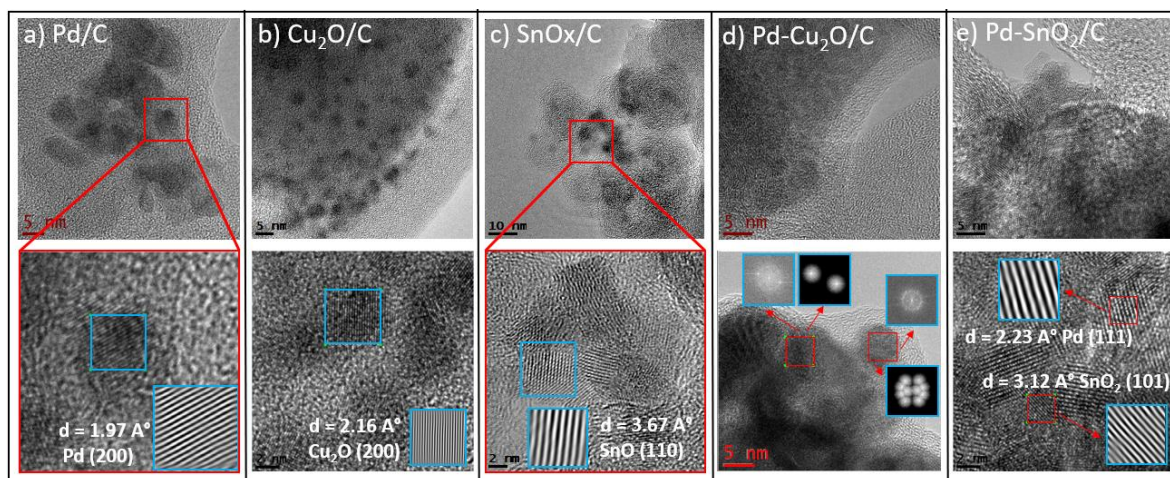 a) Pd/C
5 nm
d = 1.97 A°
Pd (200)
b) Cu₂O/C
5 nm
d = 2.16 A°
Cu₂O (200)
2 nm
c) SnOx/C
10 nm
d = 3.67 A°
SnO (110)
2 nm
d) Pd-Cu₂O/C
5 nm
5 nm
e) Pd-SnO₂/C
5 nm
d = 2.23 A° Pd (111)
d = 3.12 A° SnO₂ (101)
2 nm